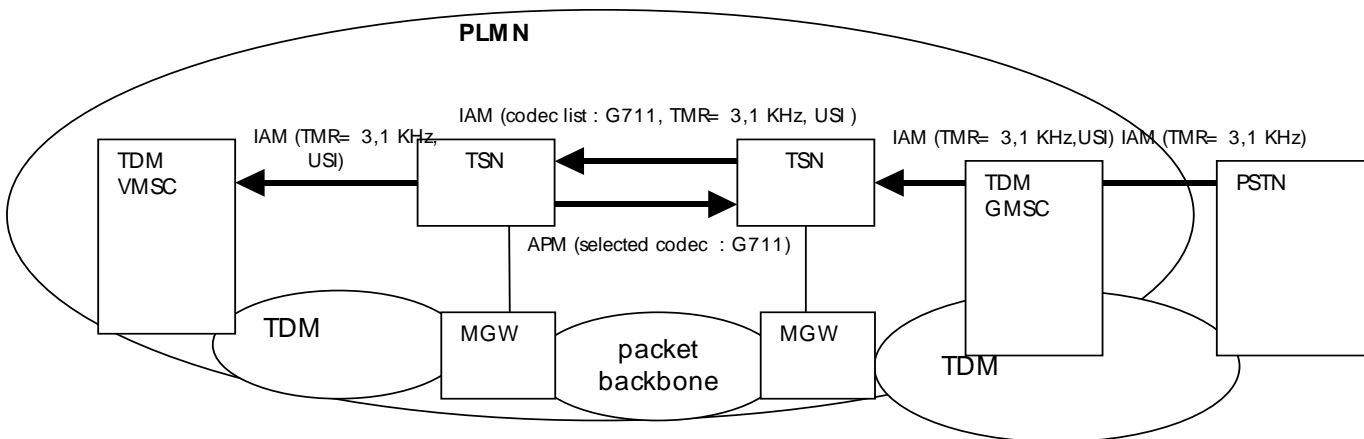 PLMN
IAM (codec list : G711, TMR= 3,1 KHz, USI )
IAM (TMR= 3,1 KHz,
USI)
IAM (TMR= 3,1 KHz,USI)
IAM (TMR= 3,1 KHz)
TDM
VMSC
TSN
TSN
TDM
GMSC
PSTN
APM (selected codec : G711)
TDM
MGW
packet
backbone
MGW
TDM